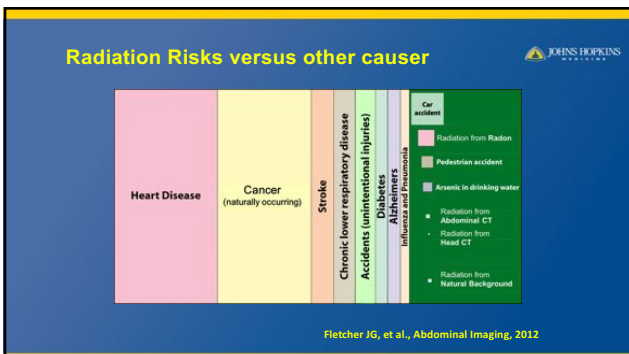 Radiation Risks versus other causer
JOHNS HOPKINS
MEDICINE
Heart Disease
Cancer
(naturally occurring)
Stroke
Chronic lower respiratory disease
Accidents (unintentional injuries)
Diabetes
Alzheimers
Influenza and Pneumonia
Car
accident
Radiation from Radon
Pedestrian accident
Arsenic in drinking water
Radiation from
Abdominal CT
Radiation from
Head CT
Radiation from
Natural Background
Fletcher JG, et al., Abdominal Imaging, 2012